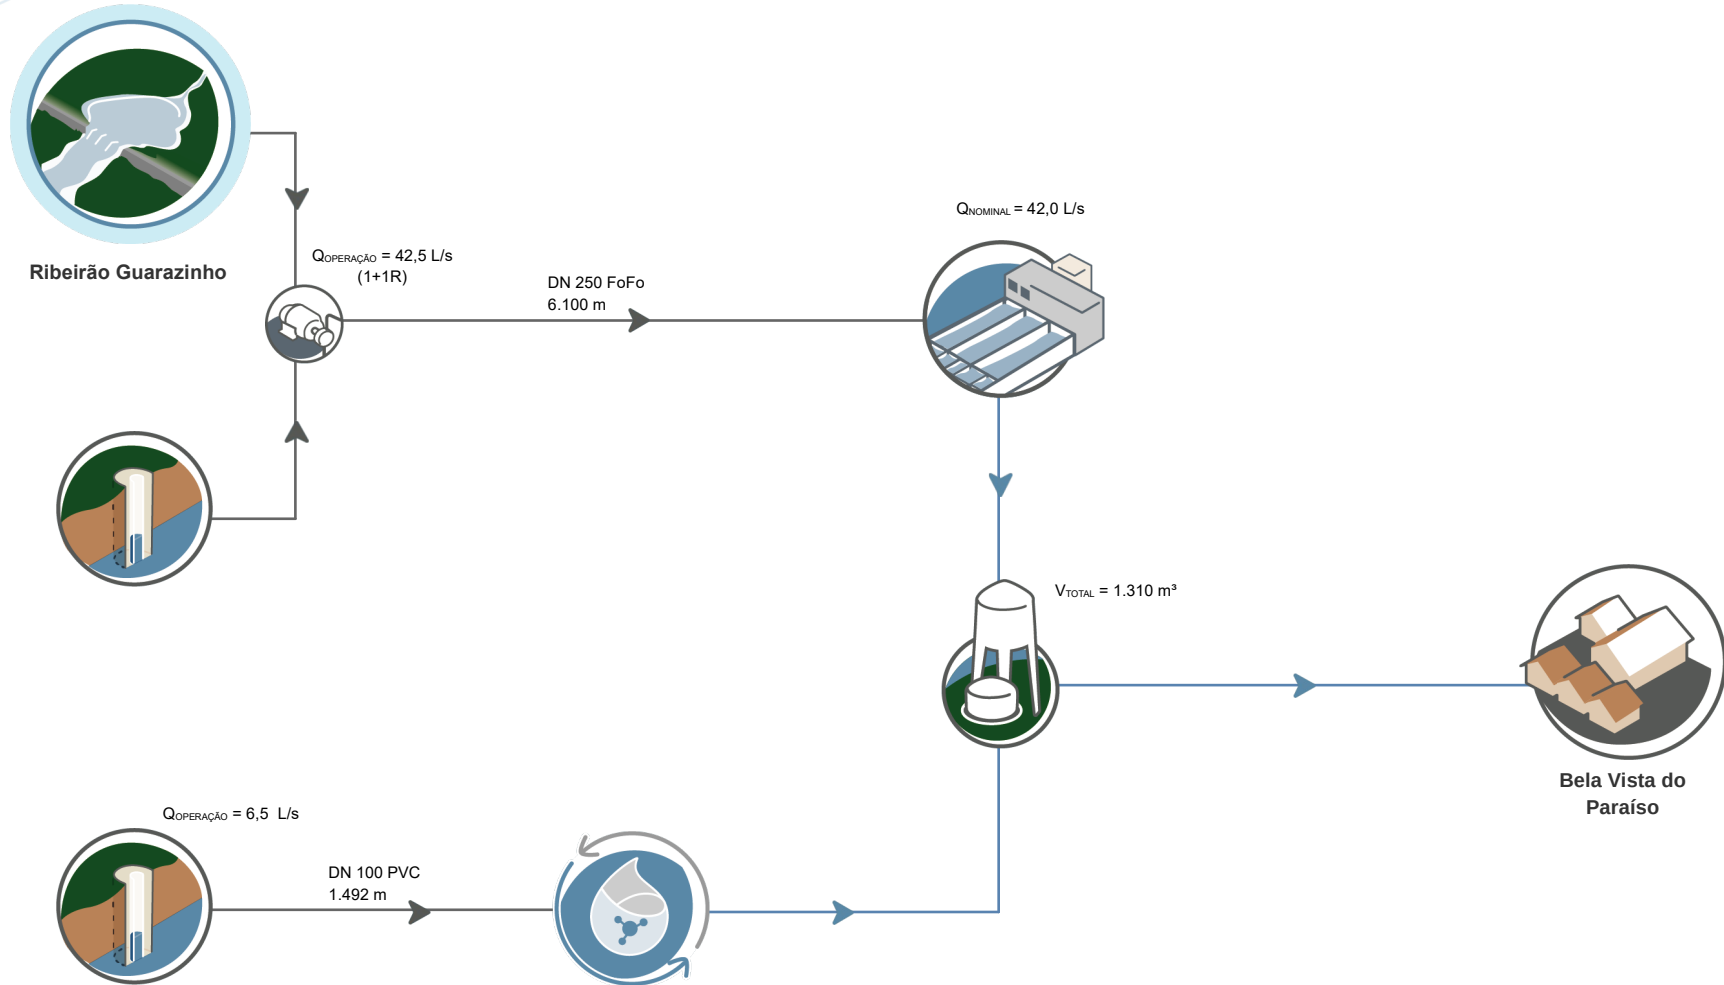 Ribeirão Guarazinho
QOPERAÇÃO = 42,5 L/s
(1+1R)
DN 250 FoFo
6.100 m
QNOMINAL = 42,0 L/s
VTOTAL = 1.310 m³
Bela Vista do
Paraíso
QOPERAÇÃO = 6,5 L/s
DN 100 PVC
1.492 m